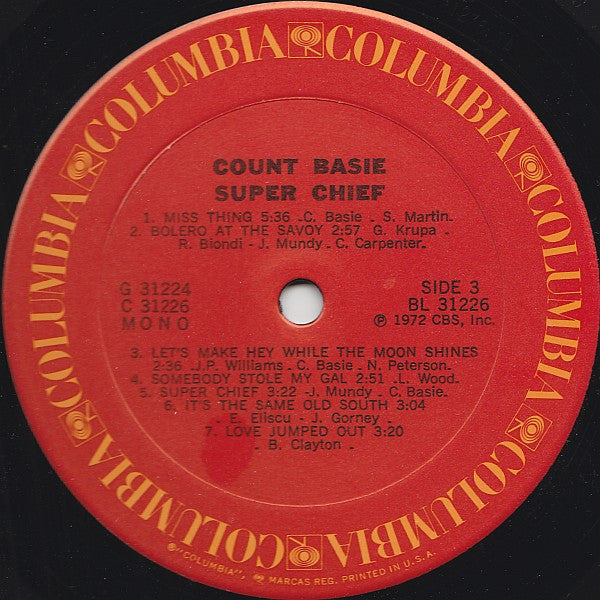 COLUMBIA COLUMBIA COLUMBIA COLUMBIA COLUMBIA COLUMBIA
COUNT BASIE
SUPER CHIEF
1. MISS THING 5:36 -C. Basie - S. Martin-
2. BOLERO AT THE SAVOY 2:57 G. Krupa -
R. Biondi - J. Mundy - C. Carpenter-
G 31224
C 31226
MONO
SIDE 3
BL 31226
℗ 1972 CBS, Inc.
3. LET'S MAKE HEY WHILE THE MOON SHINES
2:36 -J.P. Williams - C. Basie - N. Peterson-
4. SOMEBODY STOLE MY GAL 2:51 -L. Wood-
5. SUPER CHIEF 3:22 -J. Mundy - C. Basie-
6. IT'S THE SAME OLD SOUTH 3:04
- E. Eliscu - J. Gorney -
7. LOVE JUMPED OUT 3:20
- B. Clayton -
®"COLUMBIA", MARCAS REG. PRINTED IN U.S.A.